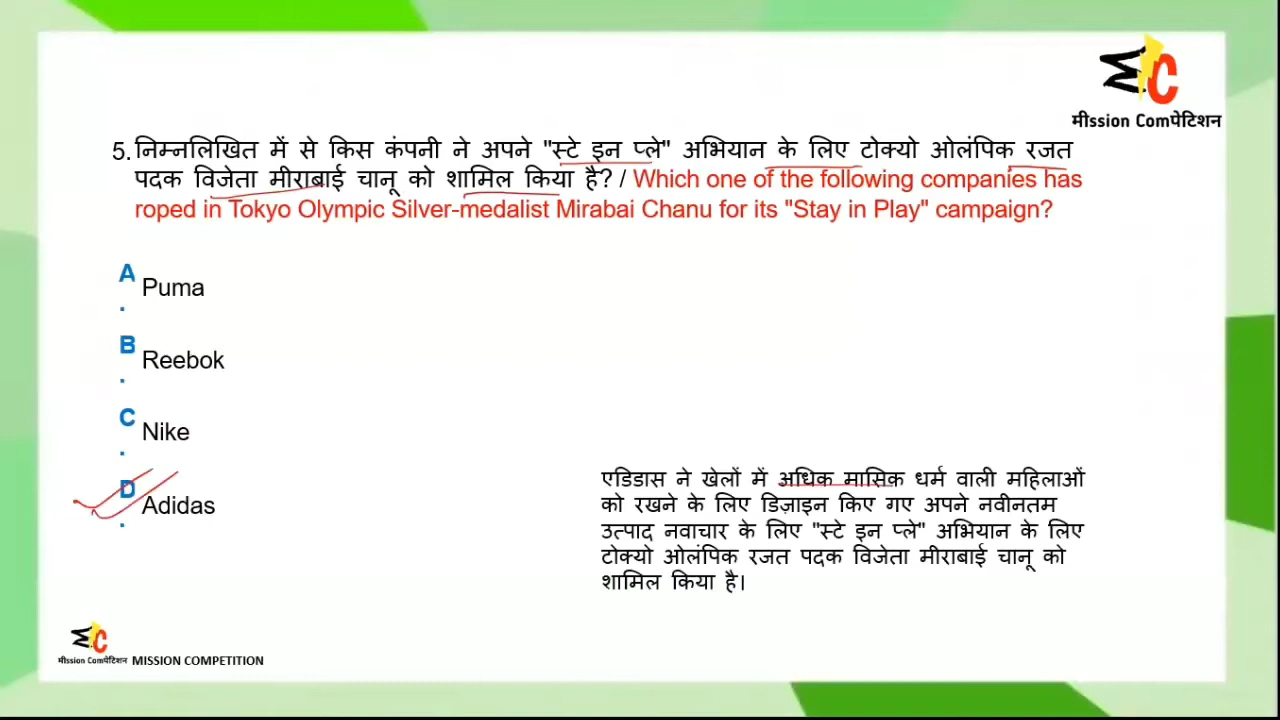 मीssion Comपेटिशन
5. निम्नलिखित में से किस कंपनी ने अपने "स्टे इन प्ले" अभियान के लिए टोक्यो ओलंपिक रजत
पदक विजेता मीराबाई चानू को शामिल किया है? / Which one of the following companies has
roped in Tokyo Olympic Silver-medalist Mirabai Chanu for its "Stay in Play" campaign?
A. Puma
B. Reebok
C. Nike
D. Adidas
एडिडास ने खेलों में अधिक मासिक धर्म वाली महिलाओं
को रखने के लिए डिज़ाइन किए गए अपने नवीनतम
उत्पाद नवाचार के लिए "स्टे इन प्ले" अभियान के लिए
टोक्यो ओलंपिक रजत पदक विजेता मीराबाई चानू को
शामिल किया है।
मीssion Comपेटिशन MISSION COMPETITION